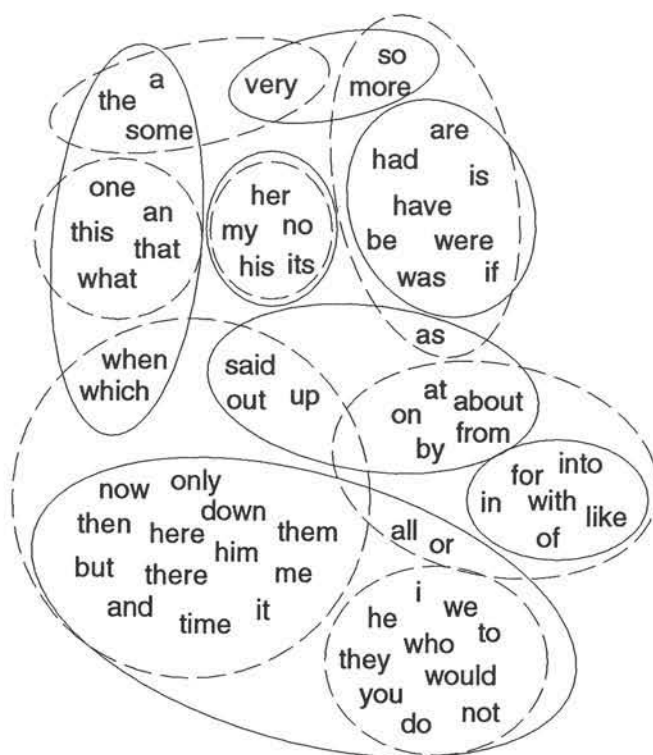 a
the
some
very
so
more
are
had
is
have
be
were
was
if
one
an
this
that
what
her
my
no
his
its
when
which
as
said
out
up
at
about
on
by
from
for
into
in
with
like
of
now
only
down
then
here
them
him
but
there
me
and
time
it
all
or
i
we
he
to
who
they
would
you
do
not